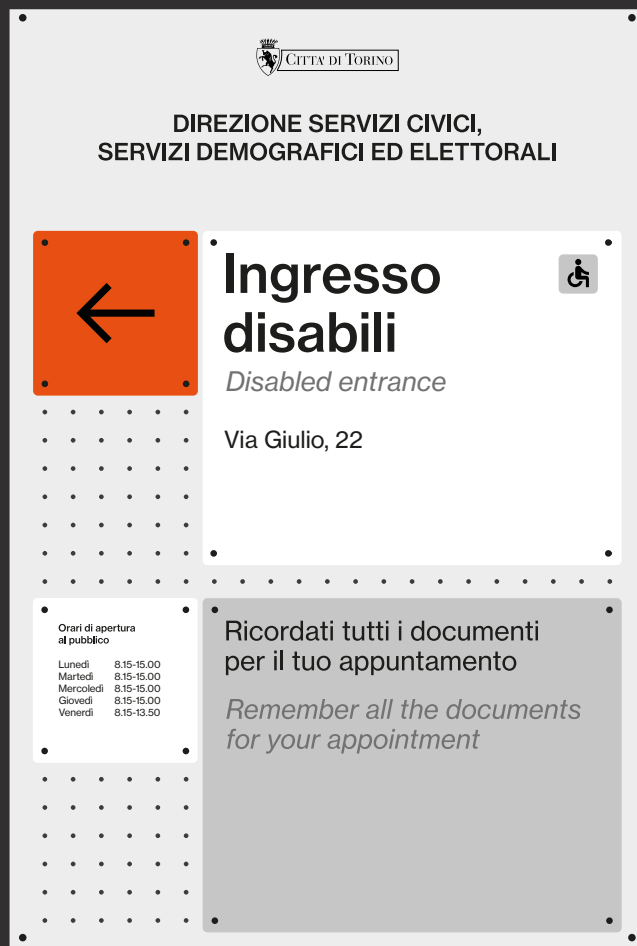 CITTA' DI TORINO
DIREZIONE SERVIZI CIVICI,
SERVIZI DEMOGRAFICI ED ELETTORALI
Ingresso
disabili
Disabled entrance
Via Giulio, 22
Orari di apertura
al pubblico
Lunedì 8.15-15.00
Martedì 8.15-15.00
Mercoledì 8.15-15.00
Giovedì 8.15-15.00
Venerdì 8.15-13.50
Ricordati tutti i documenti
per il tuo appuntamento
Remember all the documents
for your appointment